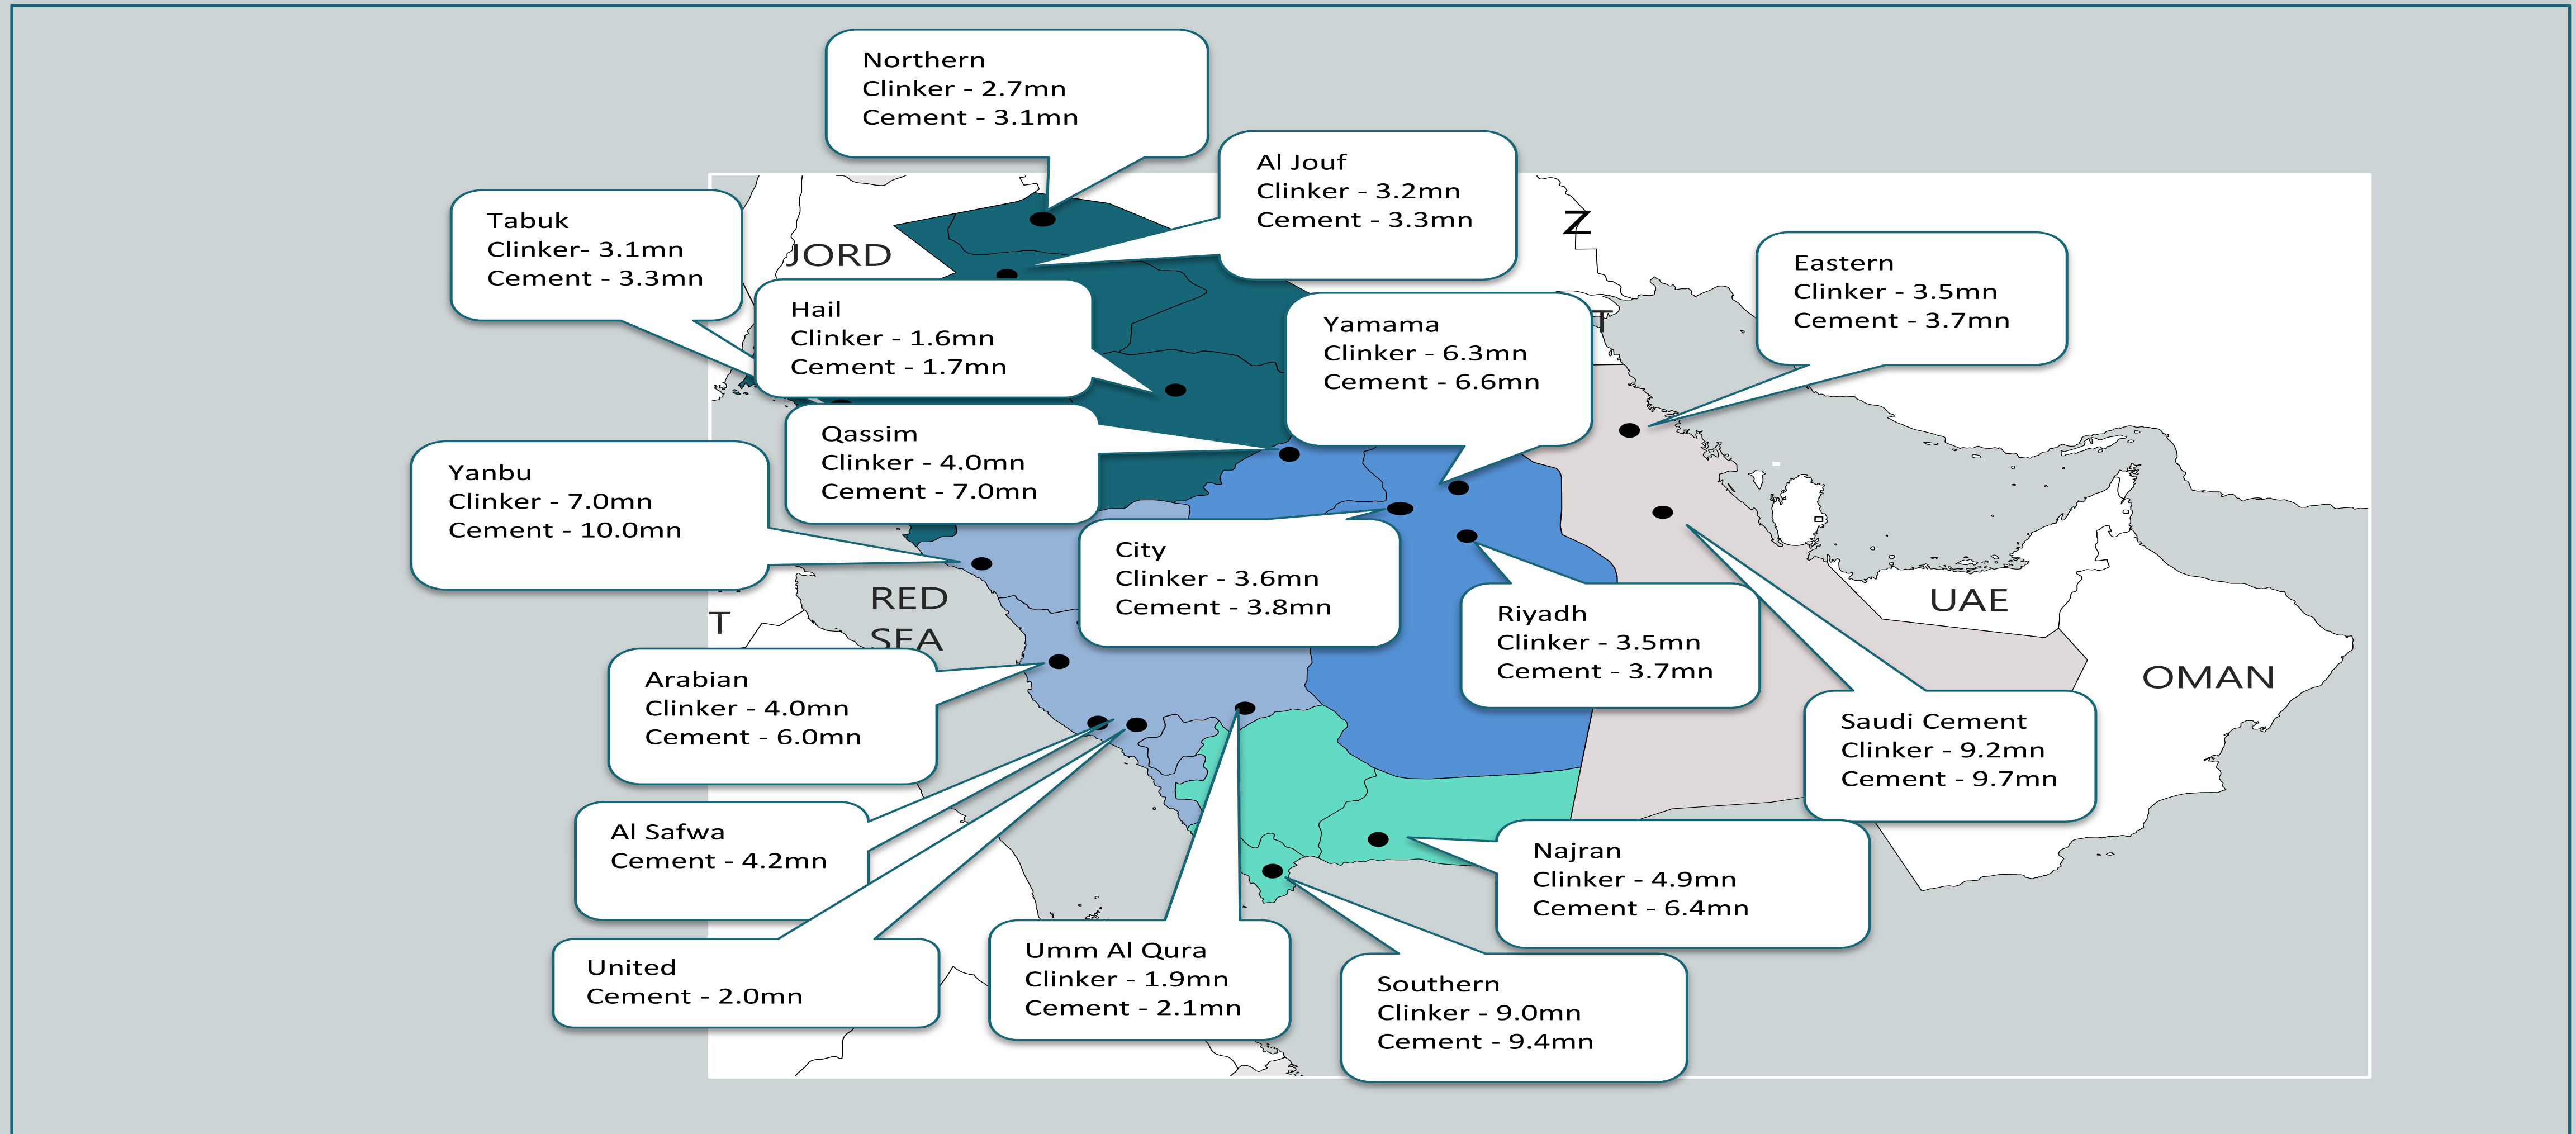 Northern
Clinker - 2.7mn
Cement - 3.1mn
Al Jouf
Clinker - 3.2mn
Cement - 3.3mn
Tabuk
Clinker- 3.1mn
Cement - 3.3mn
JORD
Z
Eastern
Clinker - 3.5mn
Cement - 3.7mn
Hail
Clinker - 1.6mn
Cement - 1.7mn
Yamama
Clinker - 6.3mn
Cement - 6.6mn
T
Qassim
Clinker - 4.0mn
Cement - 7.0mn
Yanbu
Clinker - 7.0mn
Cement - 10.0mn
City
Clinker - 3.6mn
Cement - 3.8mn
RED
SEA
T
UAE
Riyadh
Clinker - 3.5mn
Cement - 3.7mn
OMAN
Arabian
Clinker - 4.0mn
Cement - 6.0mn
Saudi Cement
Clinker - 9.2mn
Cement - 9.7mn
Al Safwa
Cement - 4.2mn
Najran
Clinker - 4.9mn
Cement - 6.4mn
United
Cement - 2.0mn
Umm Al Qura
Clinker - 1.9mn
Cement - 2.1mn
Southern
Clinker - 9.0mn
Cement - 9.4mn